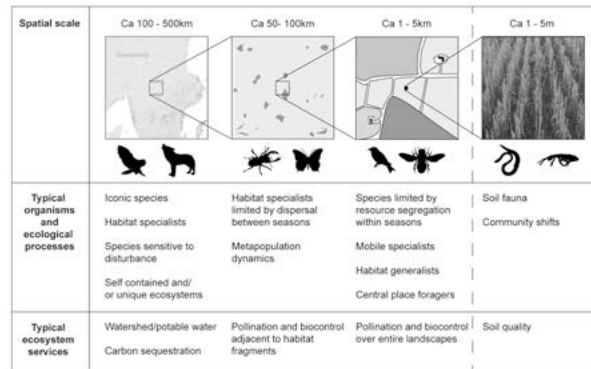 Spatial scale
Ca 100 - 500km
Ca 50- 100km
Ca 1 - 5km
Ca 1 - 5m
Typical
organisms
and
ecological
processes
Iconic species
Habitat specialists
Species sensitive to
disturbance
Self contained and/
or unique ecosystems
Habitat specialists
limited by dispersal
between seasons
Metapopulation
dynamics
Species limited by
resource segregation
within seasons
Mobile specialists
Habitat generalists
Central place foragers
Soil fauna
Community shifts
Typical
ecosystem
services
Watershed/potable water
Carbon sequestration
Pollination and biocontrol
adjacent to habitat
fragments
Pollination and biocontrol
over entire landscapes
Soil quality